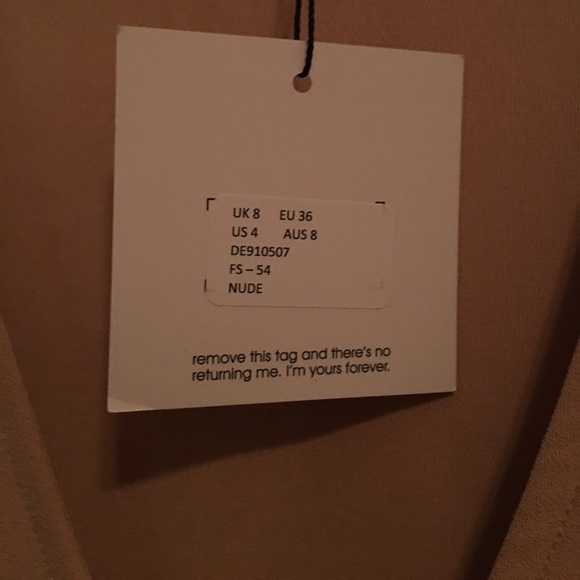 UK 8 EU 36
US 4 AUS 8
DE910507
FS – 54
NUDE
remove this tag and there's no
returning me. I'm yours forever.